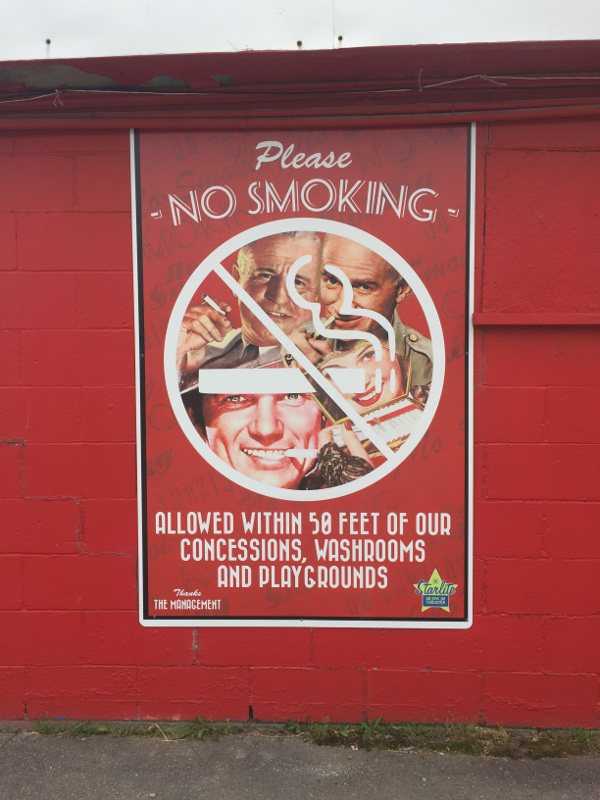 Please
- NO SMOKING -
ALLOWED WITHIN 50 FEET OF OUR
CONCESSIONS, WASHROOMS
AND PLAYGROUNDS
Thanks
THE MANAGEMENT
Starlite